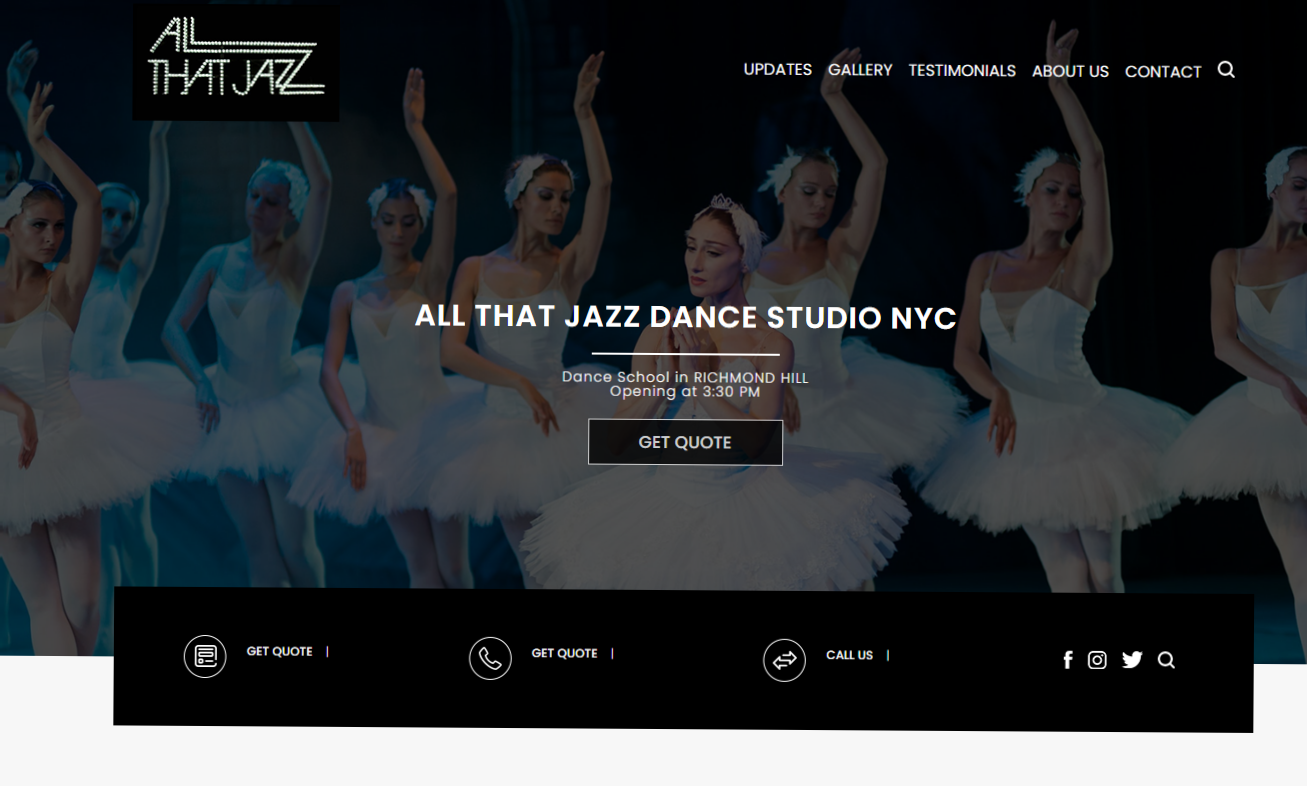 ALL
THAT JAZZ
UPDATES GALLERY TESTIMONIALS ABOUT US CONTACT
ALL THAT JAZZ DANCE STUDIO NYC
Dance School in RICHMOND HILL
Opening at 3:30 PM
GET QUOTE
GET QUOTE |
GET QUOTE |
CALL US |